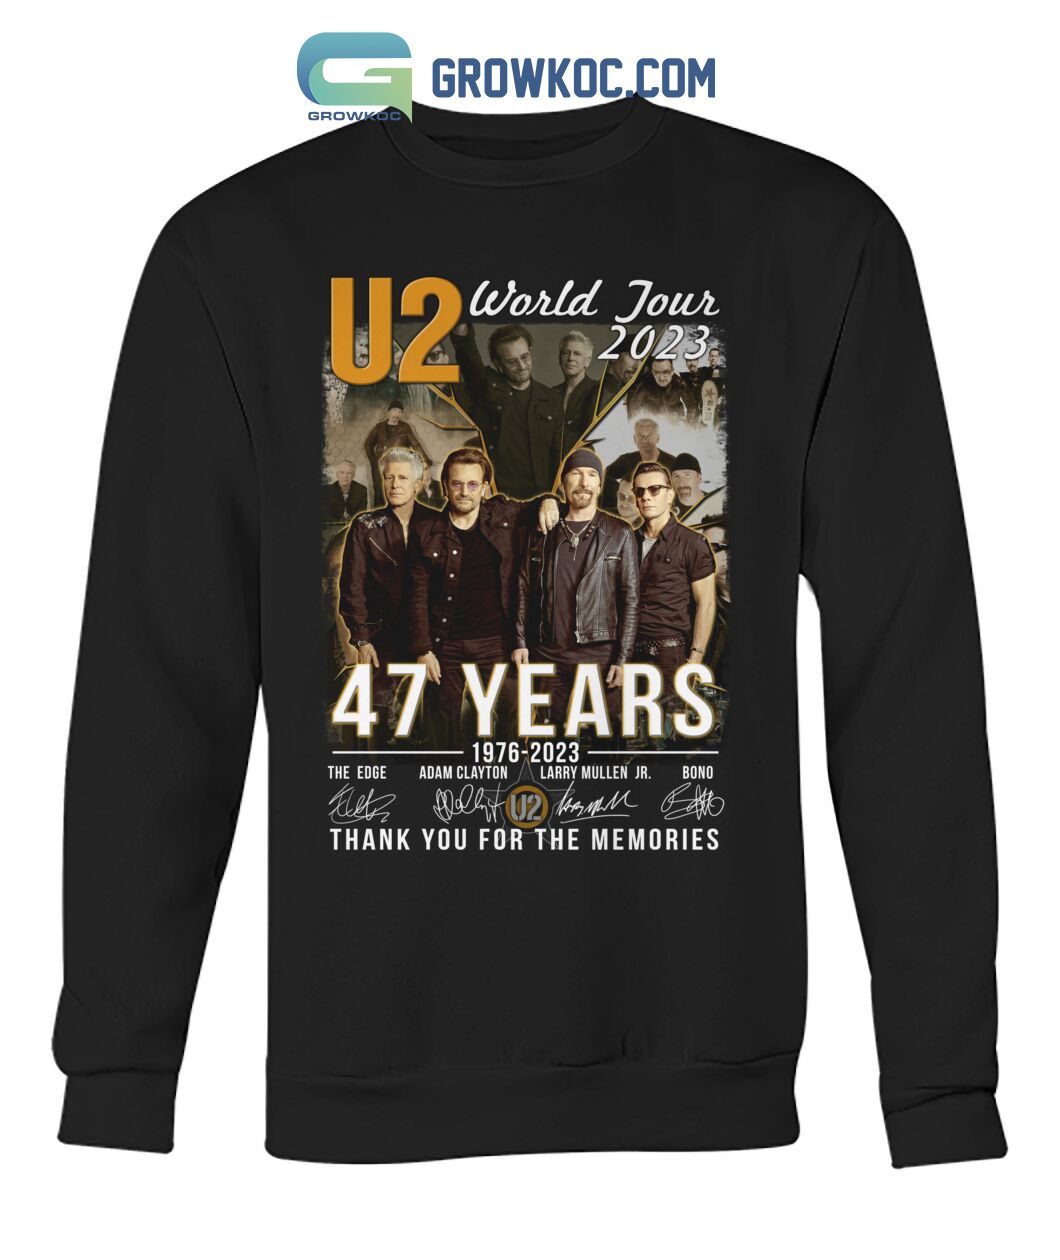 GROWKOC.COM
GROWKOC
U2 World Tour
2023
47 YEARS
1976-2023
THE EDGE ADAM CLAYTON LARRY MULLEN JR. BONO
U2
THANK YOU FOR THE MEMORIES